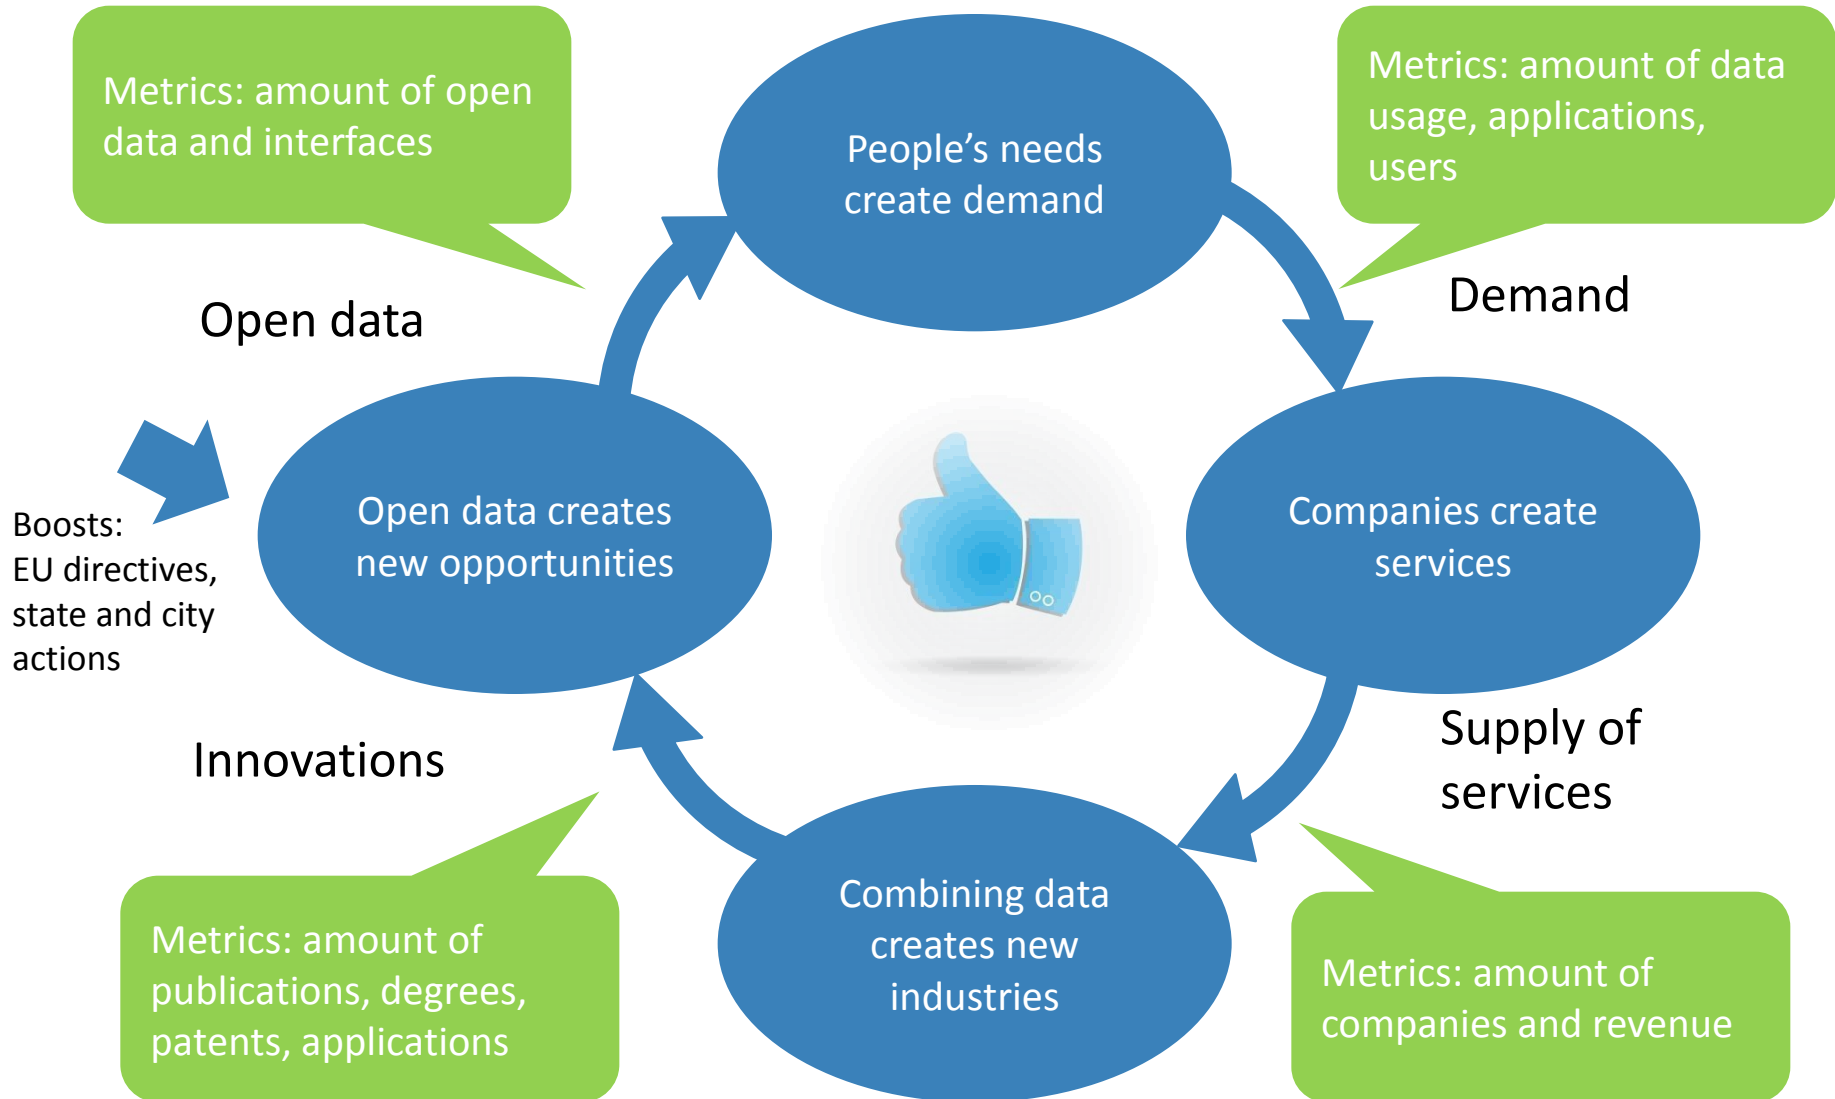 Metrics: amount of open
data and interfaces
People’s needs
create demand
Metrics: amount of data
usage, applications,
users
Open data
Demand
Boosts:
EU directives,
state and city
actions
Open data creates
new opportunities
Companies create
services
Innovations
Supply of
services
Metrics: amount of
publications, degrees,
patents, applications
Combining data
creates new
industries
Metrics: amount of
companies and revenue